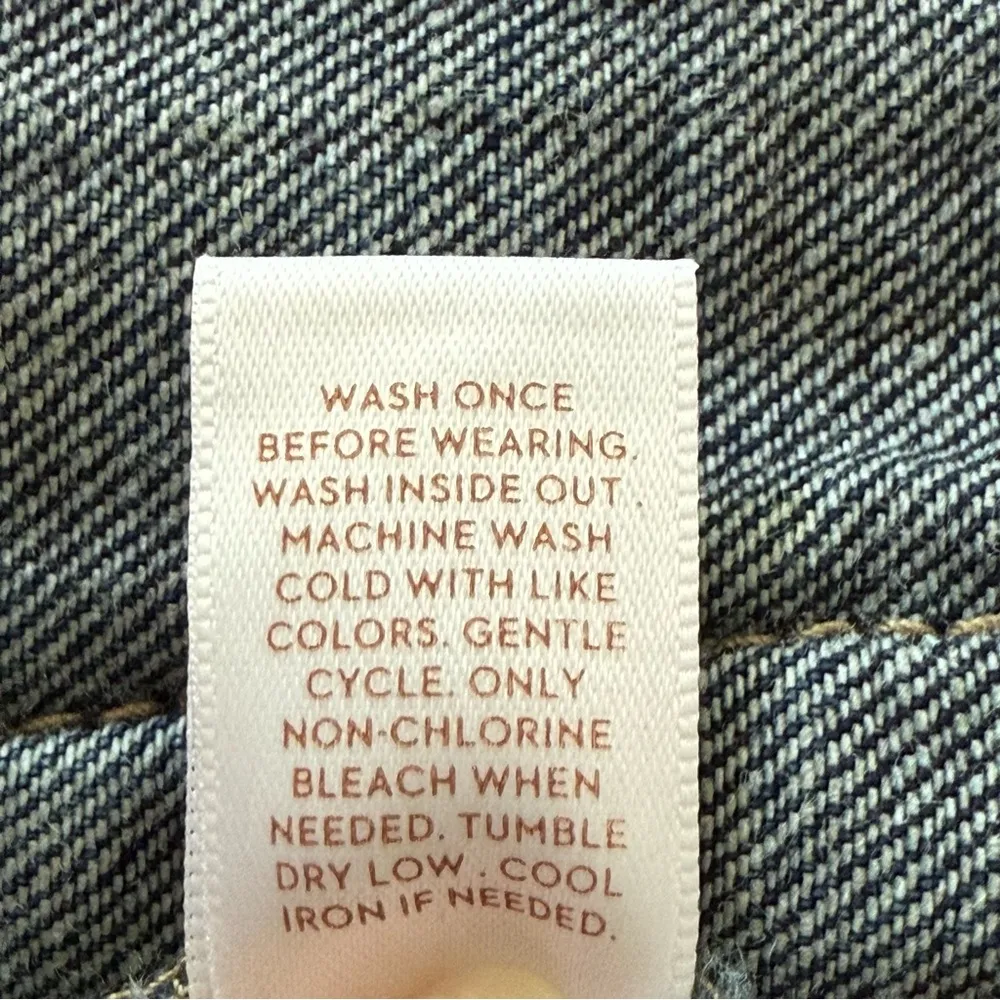 WASH ONCE
BEFORE WEARING.
WASH INSIDE OUT .
MACHINE WASH
COLD WITH LIKE
COLORS. GENTLE
CYCLE. ONLY
NON-CHLORINE
BLEACH WHEN
NEEDED. TUMBLE
DRY LOW . COOL
IRON IF NEEDED.